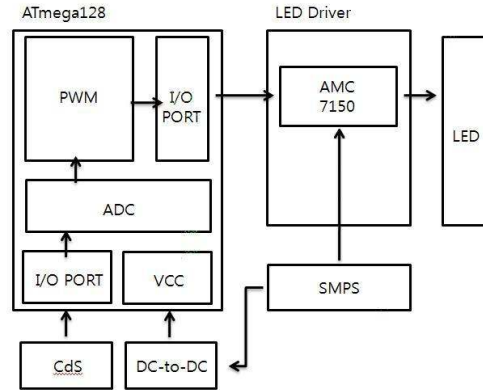 ATmega128
LED Driver
PWM
I/O
PORT
AMC
7150
LED
ADC
I/O PORT
VCC
SMPS
CdS
DC-to-DC